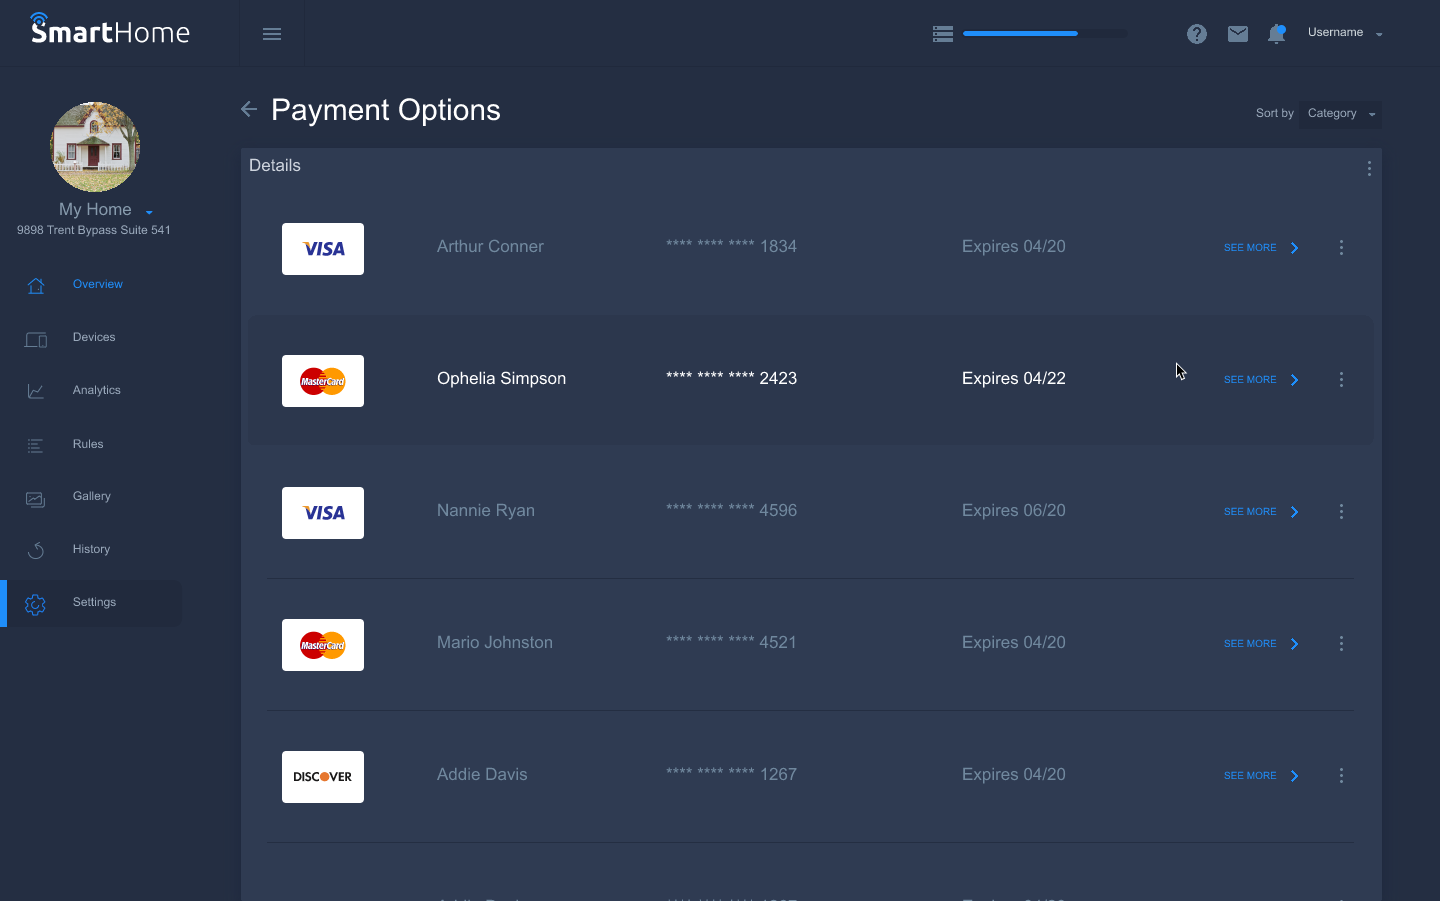 SmartHome
Username
Payment Options
Sort by Category
My Home
9898 Trent Bypass Suite 541
Overview
Devices
Analytics
Rules
Gallery
History
Settings
Details
VISA Arthur Conner **** **** **** 1834 Expires 04/20 SEE MORE
MasterCard Ophelia Simpson **** **** **** 2423 Expires 04/22 SEE MORE
VISA Nannie Ryan **** **** **** 4596 Expires 06/20 SEE MORE
MasterCard Mario Johnston **** **** **** 4521 Expires 04/20 SEE MORE
DISCOVER Addie Davis **** **** **** 1267 Expires 04/20 SEE MORE